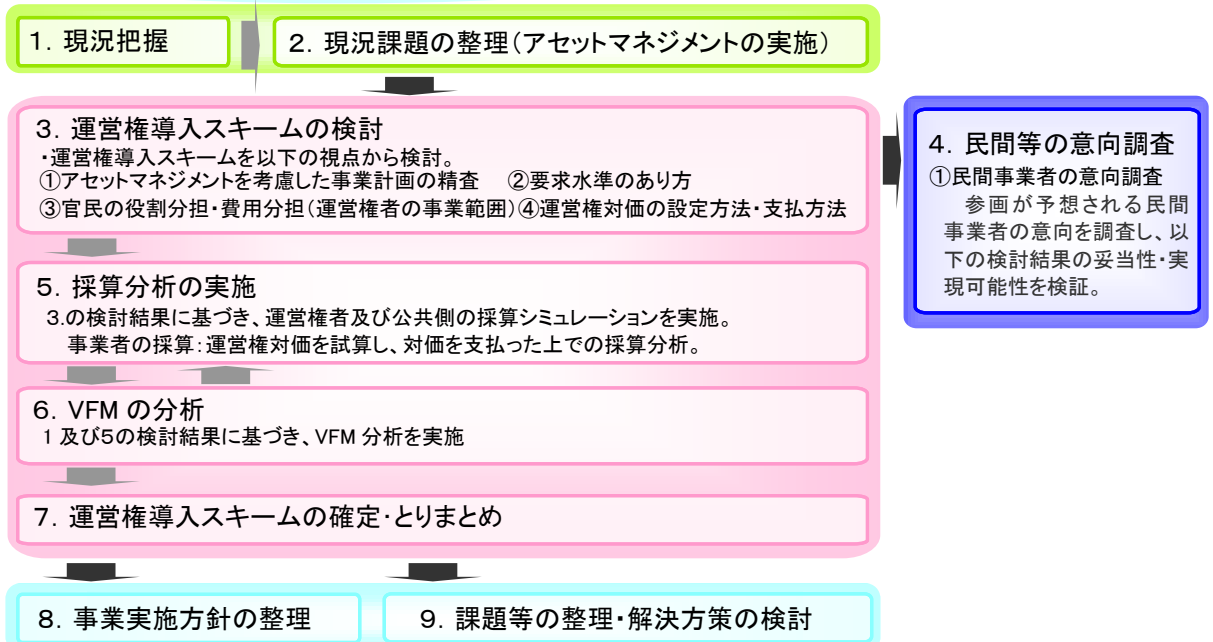 1．現況把握
2．現況課題の整理（アセットマネジメントの実施）
3．運営権導入スキームの検討
・運営権導入スキームを以下の視点から検討。
①アセットマネジメントを考慮した事業計画の精査　②要求水準のあり方
③官民の役割分担・費用分担（運営権者の事業範囲）④運営権対価の設定方法・支払方法
4．民間等の意向調査
①民間事業者の意向調査
参画が予想される民間
事業者の意向を調査し、以
下の検討結果の妥当性・実
現可能性を検証。
5．採算分析の実施
3.の検討結果に基づき、運営権者及び公共側の採算シミュレーションを実施。
事業者の採算：運営権対価を試算し、対価を支払った上での採算分析。
6．VFM の分析
1 及び5の検討結果に基づき、VFM 分析を実施
7．運営権導入スキームの確定・とりまとめ
8．事業実施方針の整理
9．課題等の整理・解決方策の検討